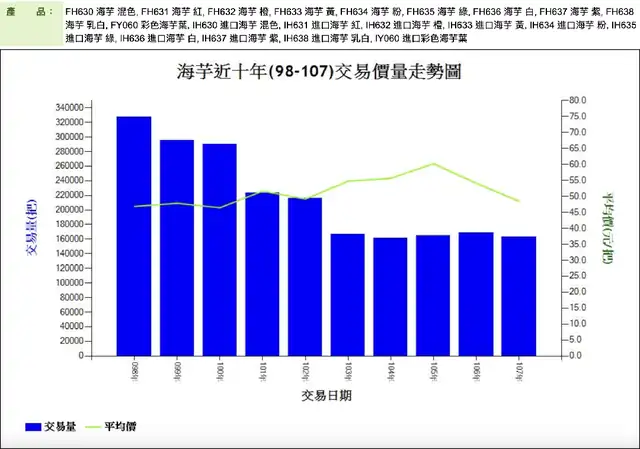 產 品： FH630 海芋 混色, FH631 海芋 紅, FH632 海芋 橙, FH633 海芋 黃, FH634 海芋 粉, FH635 海芋 綠, FH636 海芋 白, FH637 海芋 紫, FH638
海芋 乳白, FY060 彩色海芋葉, IH630 進口海芋 混色, IH631 進口海芋 紅, IH632 進口海芋 橙, IH633 進口海芋 黃, IH634 進口海芋 粉, IH635
進口海芋 綠, IH636 進口海芋 白, IH637 進口海芋 紫, IH638 進口海芋 乳白, IY060 進口彩色海芋葉
海芋近十年(98-107)交易價量走勢圖
交易量(把)
340000
320000
300000
280000
260000
240000
220000
200000
180000
160000
140000
120000
100000
80000
60000
40000
20000
0
80.0
75.0
70.0
65.0
60.0
55.0
50.0
45.0
40.0
35.0
30.0
25.0
20.0
15.0
10.0
5.0
0.0
平均價(元/把)
098年
099年
100年
101年
102年
103年
104年
105年
106年
107年
交易日期
交易量 平均價